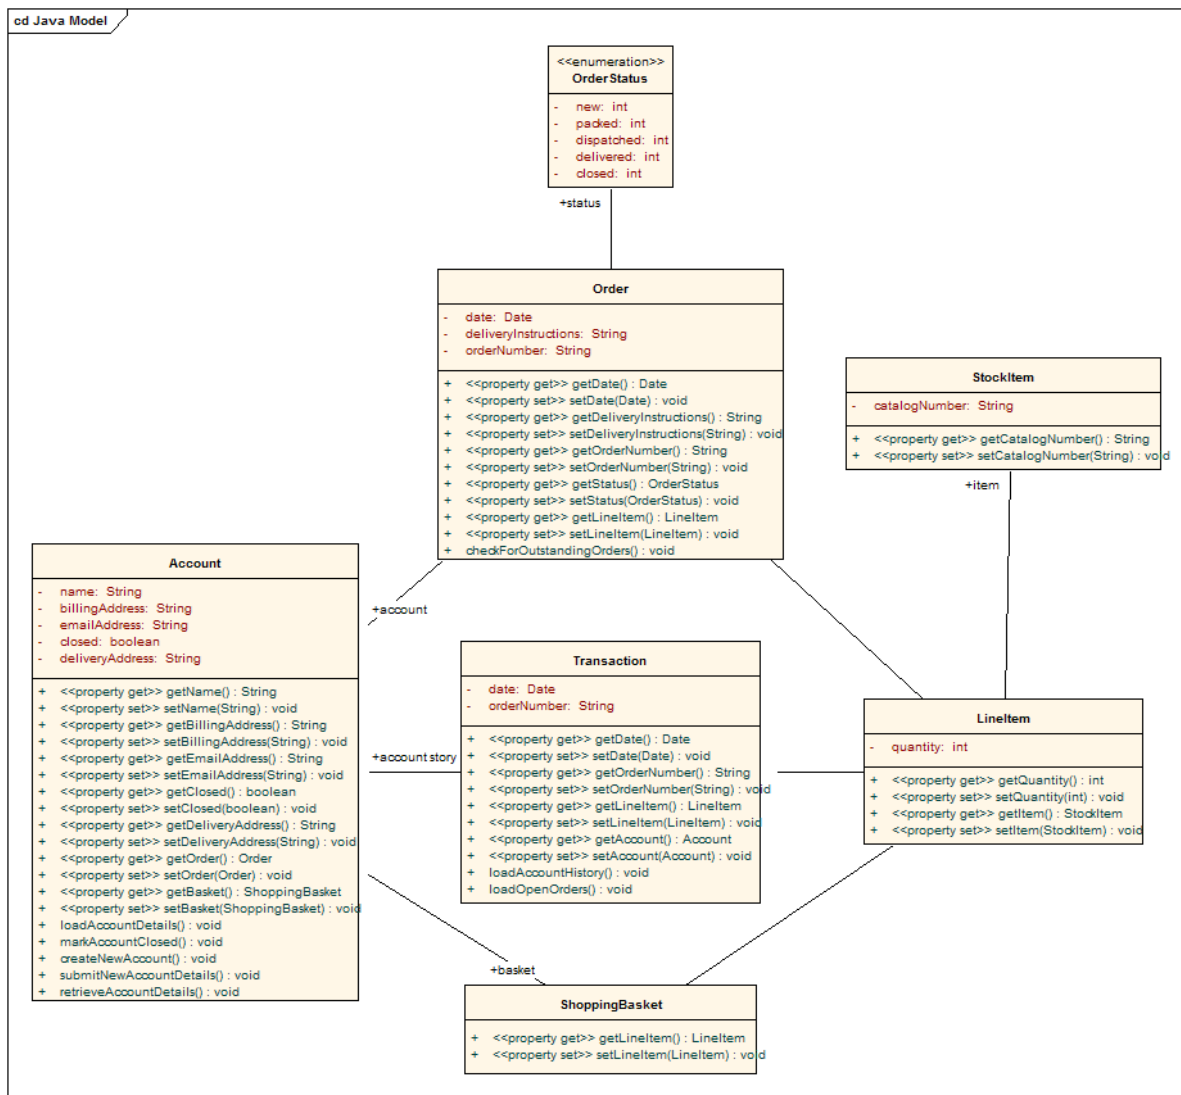 cd Java Model
<<enumeration>>
OrderStatus
- new: int
- packed: int
- dispatched: int
- delivered: int
- closed: int
+status
Order
- date: Date
- deliveryInstructions: String
- orderNumber: String
+ <<property get>> getDate() : Date
+ <<property set>> setDate(Date) : void
+ <<property get>> getDeliveryInstructions() : String
+ <<property set>> setDeliveryInstructions(String) : void
+ <<property get>> getOrderNumber() : String
+ <<property set>> setOrderNumber(String) : void
+ <<property get>> getStatus() : OrderStatus
+ <<property set>> setStatus(OrderStatus) : void
+ <<property get>> getLineItem() : LineItem
+ <<property set>> setLineItem(LineItem) : void
+ checkForOutstandingOrders() : void
StockItem
- catalogNumber: String
+ <<property get>> getCatalogNumber() : String
+ <<property set>> setCatalogNumber(String) : void
+item
Account
- name: String
- billingAddress: String
- emailAddress: String
- closed: boolean
- deliveryAddress: String
+ <<property get>> getName() : String
+ <<property set>> setName(String) : void
+ <<property get>> getBillingAddress() : String
+ <<property set>> setBillingAddress(String) : void
+ <<property get>> getEmailAddress() : String
+ <<property set>> setEmailAddress(String) : void
+ <<property get>> getClosed() : boolean
+ <<property set>> setClosed(boolean) : void
+ <<property get>> getDeliveryAddress() : String
+ <<property set>> setDeliveryAddress(String) : void
+ <<property get>> getOrder() : Order
+ <<property set>> setOrder(Order) : void
+ <<property get>> getBasket() : ShoppingBasket
+ <<property set>> setBasket(ShoppingBasket) : void
+ loadAccountDetails() : void
+ markAccountClosed() : void
+ createNewAccount() : void
+ submitNewAccountDetails() : void
+ retrieveAccountDetails() : void
+account
+account story
Transaction
- date: Date
- orderNumber: String
+ <<property get>> getDate() : Date
+ <<property set>> setDate(Date) : void
+ <<property get>> getOrderNumber() : String
+ <<property set>> setOrderNumber(String) : void
+ <<property get>> getLineItem() : LineItem
+ <<property set>> setLineItem(LineItem) : void
+ <<property get>> getAccount() : Account
+ <<property set>> setAccount(Account) : void
+ loadAccountHistory() : void
+ loadOpenOrders() : void
LineItem
- quantity: int
+ <<property get>> getQuantity() : int
+ <<property set>> setQuantity(int) : void
+ <<property get>> getItem() : StockItem
+ <<property set>> setItem(StockItem) : void
+basket
ShoppingBasket
+ <<property get>> getLineItem() : LineItem
+ <<property set>> setLineItem(LineItem) : void